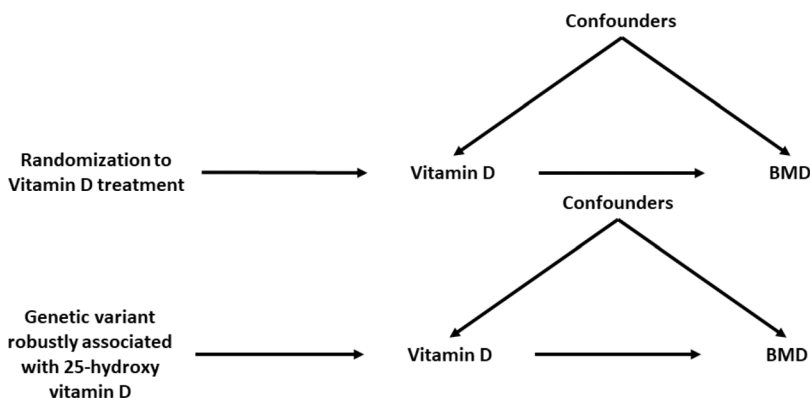 Confounders
Randomization to
Vitamin D treatment
Vitamin D
BMD
Confounders
Genetic variant
robustly associated
with 25-hydroxy
vitamin D
Vitamin D
BMD